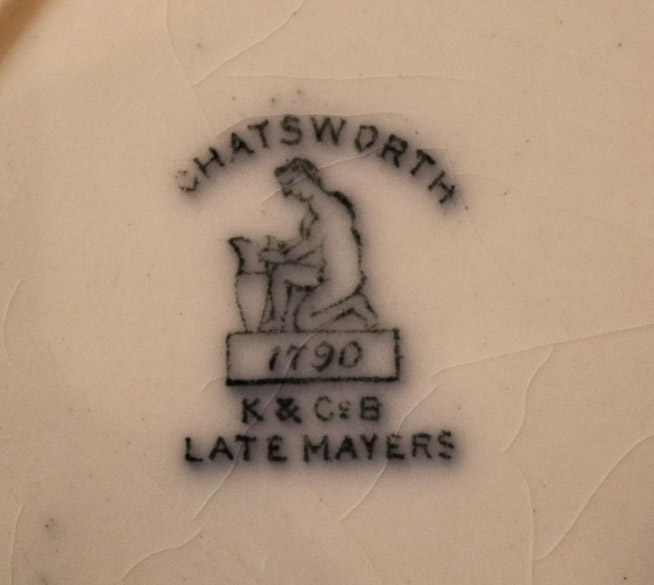 CHATSWORTH
1790
K & Co B
LATE MAYERS